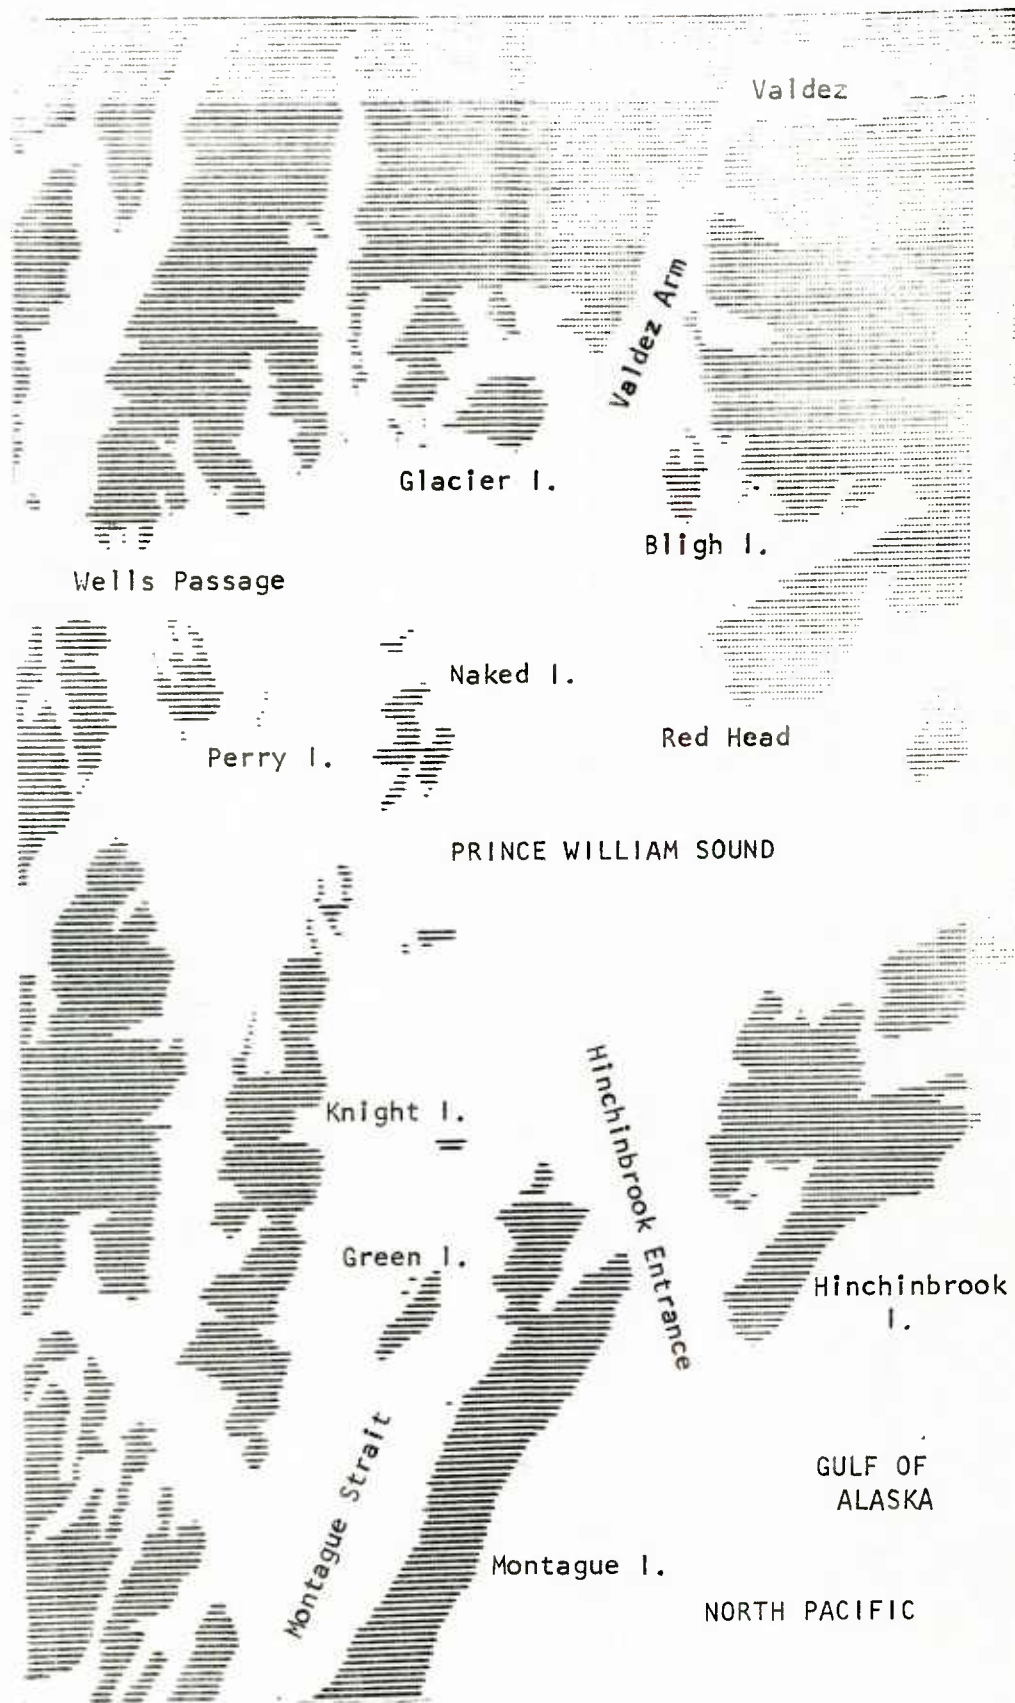 Valdez
Valdez Arm
Glacier I.
Bligh I.
Wells Passage
Naked I.
Perry I.
Red Head
PRINCE WILLIAM SOUND
Knight I.
Hinchinbrook Entrance
Green I.
Hinchinbrook
I.
Montague Strait
GULF OF
ALASKA
Montague I.
NORTH PACIFIC